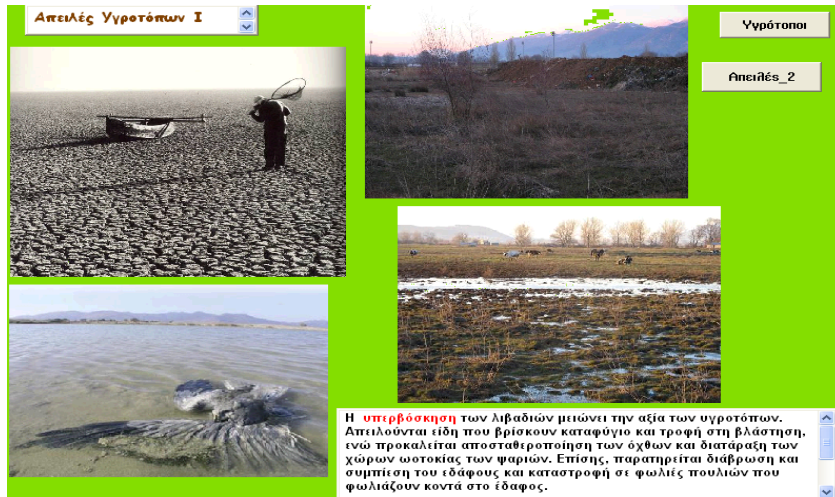 Απειλές Υγροτόπων Ι
Υγρότοποι
Απειλές_2
Η υπερβόσκηση των λιβαδιών μειώνει την αξία των υγροτόπων.
Απειλούνται είδη που βρίσκουν καταφύγιο και τροφή στη βλάστηση,
ενώ προκαλείται αποσταθεροποίηση των όχθων και διατάραξη των
χώρων ωοτοκίας των ψαριών. Επίσης, παρατηρείται διάβρωση και
συμπίεση του εδάφους και καταστροφή σε φωλιές πουλιών που
φωλιάζουν κοντά στο έδαφος.